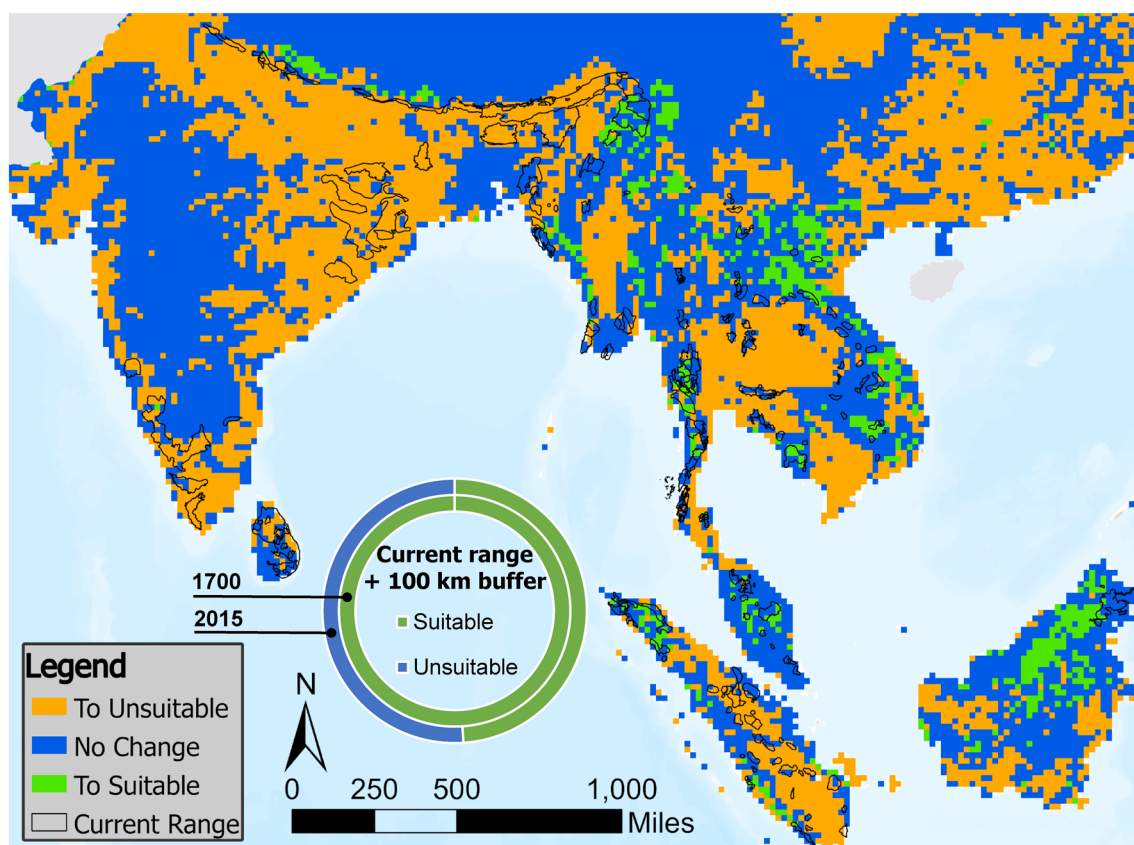 Current range
+ 100 km buffer
1700
Suitable
2015
Unsuitable
Legend
To Unsuitable
No Change
To Suitable
Current Range
N
0 250 500 1,000
Miles